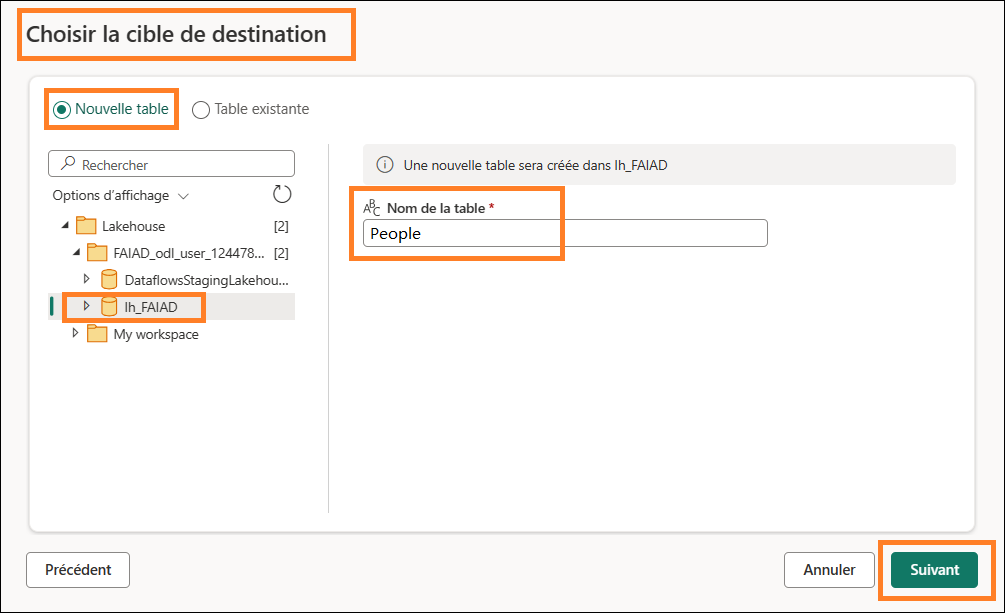 Choisir la cible de destination
Nouvelle table Table existante
Rechercher
Options d’affichage
Lakehouse [2]
FAIAD_odl_user_124478... [2]
DataflowsStagingLakehou...
lh_FAIAD
My workspace
Une nouvelle table sera créée dans lh_FAIAD
ABC Nom de la table *
People
Précédent Annuler Suivant